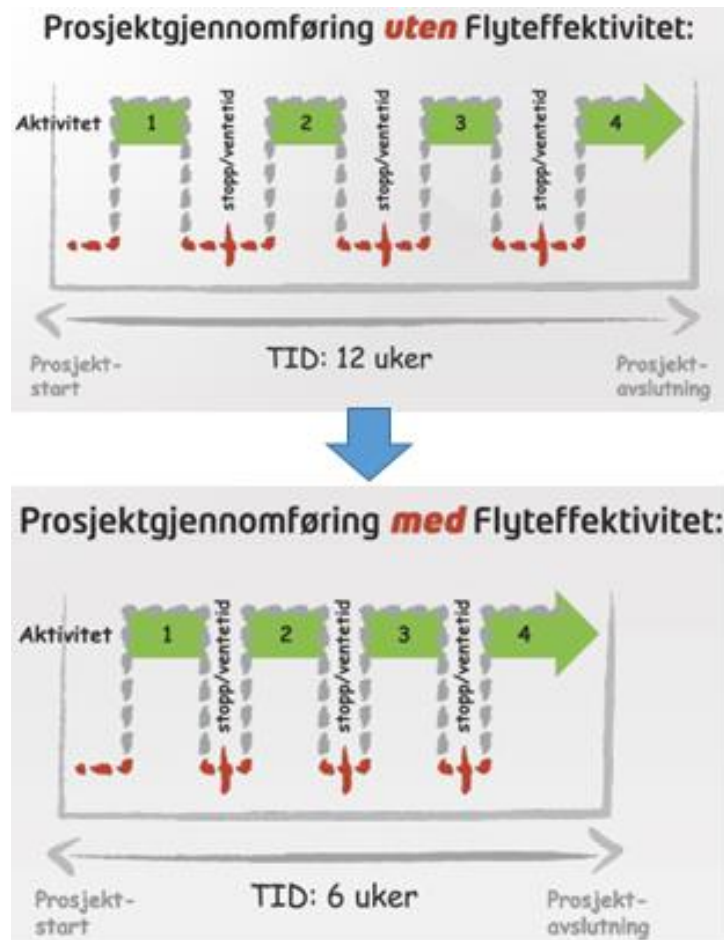 Prosjektgjennomføring uten Flyteffektivitet:
Aktivitet
1
stopp/ventetid
2
stopp/ventetid
3
stopp/ventetid
4
TID: 12 uker
Prosjekt-
start
Prosjekt-
avslutning
Prosjektgjennomføring med Flyteffektivitet:
Aktivitet
1
stopp/ventetid
2
stopp/ventetid
3
stopp/ventetid
4
TID: 6 uker
Prosjekt-
start
Prosjekt-
avslutning